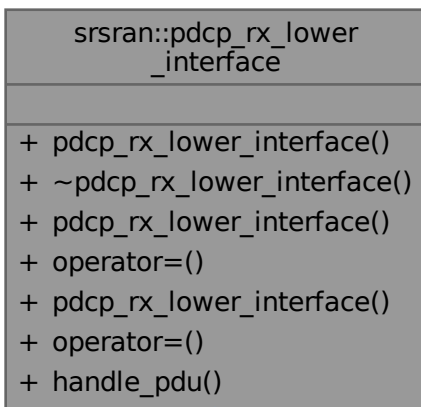 srsran::pdcp_rx_lower
_interface
+ pdcp_rx_lower_interface()
+ ~pdcp_rx_lower_interface()
+ pdcp_rx_lower_interface()
+ operator=()
+ pdcp_rx_lower_interface()
+ operator=()
+ handle_pdu()